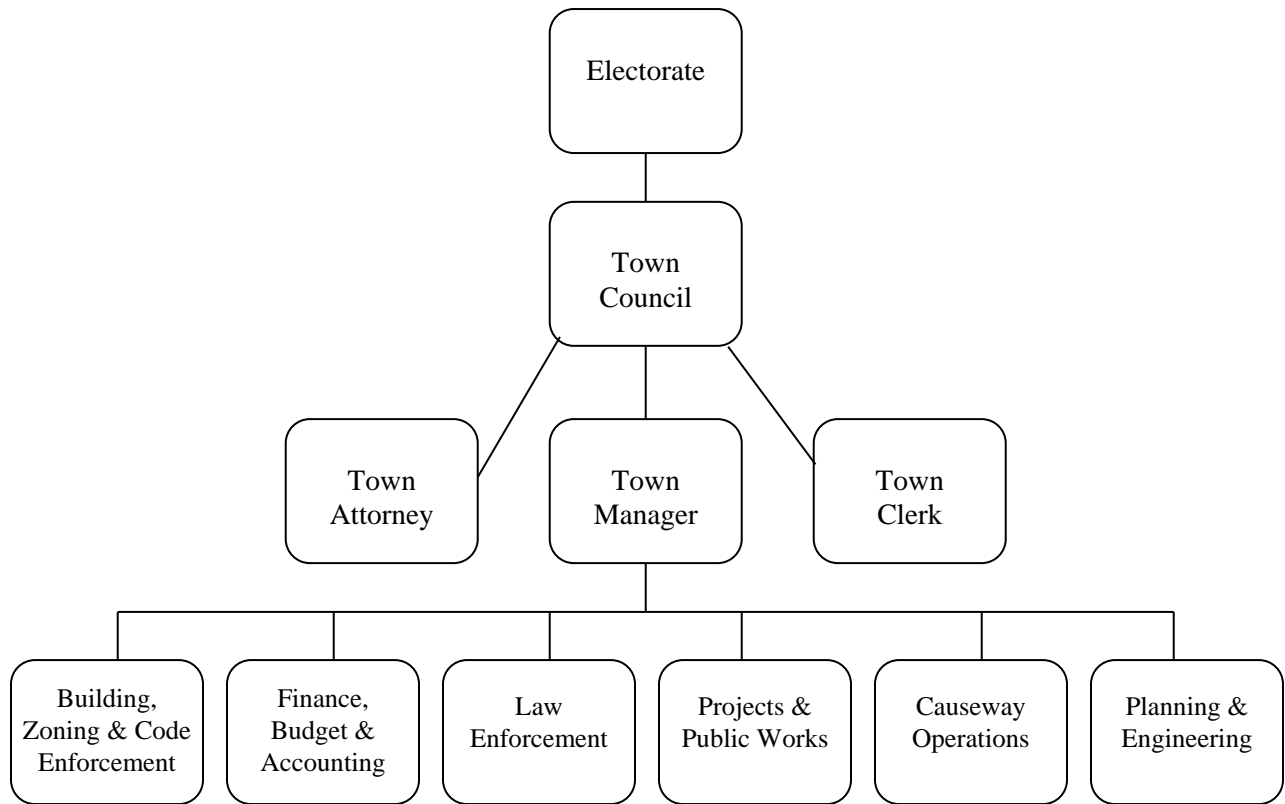 Electorate
Town
Council
Town
Attorney
Town
Manager
Town
Clerk
Building,
Zoning & Code
Enforcement
Finance,
Budget &
Accounting
Law
Enforcement
Projects &
Public Works
Causeway
Operations
Planning &
Engineering